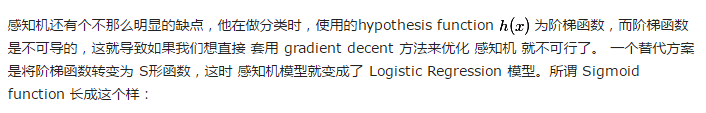 感知机还有个不那么明显的缺点，他在做分类时，使用的hypothesis function h(x) 为阶梯函数，而阶梯函数
是不可导的，这就导致如果我们想直接 套用 gradient decent 方法来优化 感知机 就不可行了。 一个替代方案
是将阶梯函数转变为 S形函数，这时 感知机模型就变成了 Logistic Regression 模型。所谓 Sigmoid
function 长成这个样：